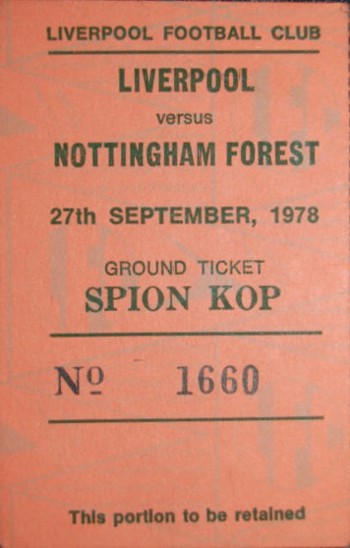 LIVERPOOL FOOTBALL CLUB
LIVERPOOL
versus
NOTTINGHAM FOREST
27th SEPTEMBER, 1978
GROUND TICKET
SPION KOP
Nº 1660
This portion to be retained